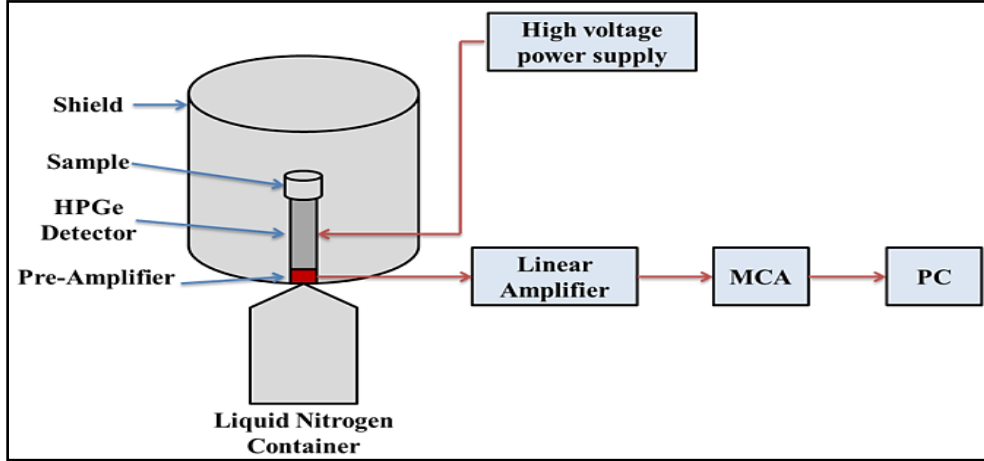 High voltage
power supply
Shield
Sample
HPGe
Detector
Pre-Amplifier
Linear
Amplifier
MCA
PC
Liquid Nitrogen
Container